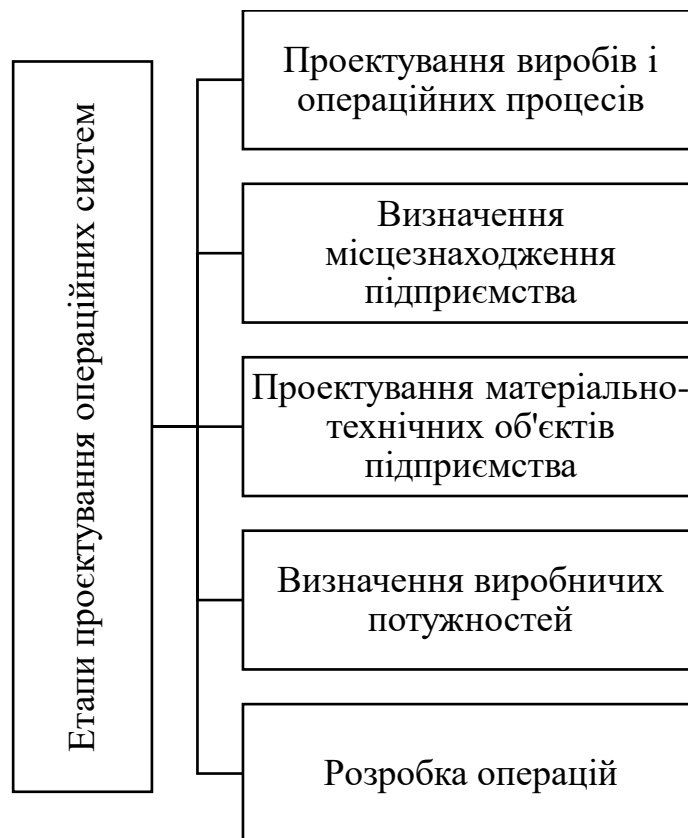 Етапи проєктування операційних систем
Проектування виробів і
операційних процесів
Визначення
місцезнаходження
підприємства
Проектування матеріально-
технічних об'єктів
підприємства
Визначення виробничих
потужностей
Розробка операцій